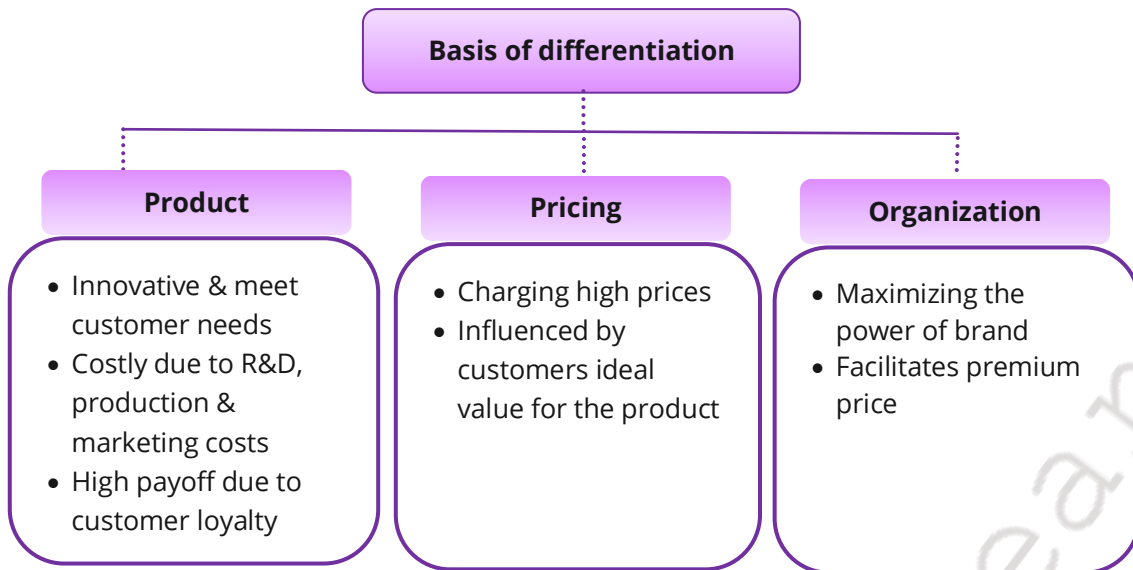 Basis of differentiation
Product
• Innovative & meet
customer needs
• Costly due to R&D,
production &
marketing costs
• High payoff due to
customer loyalty
Pricing
• Charging high prices
• Influenced by
customers ideal
value for the product
Organization
• Maximizing the
power of brand
• Facilitates premium
price